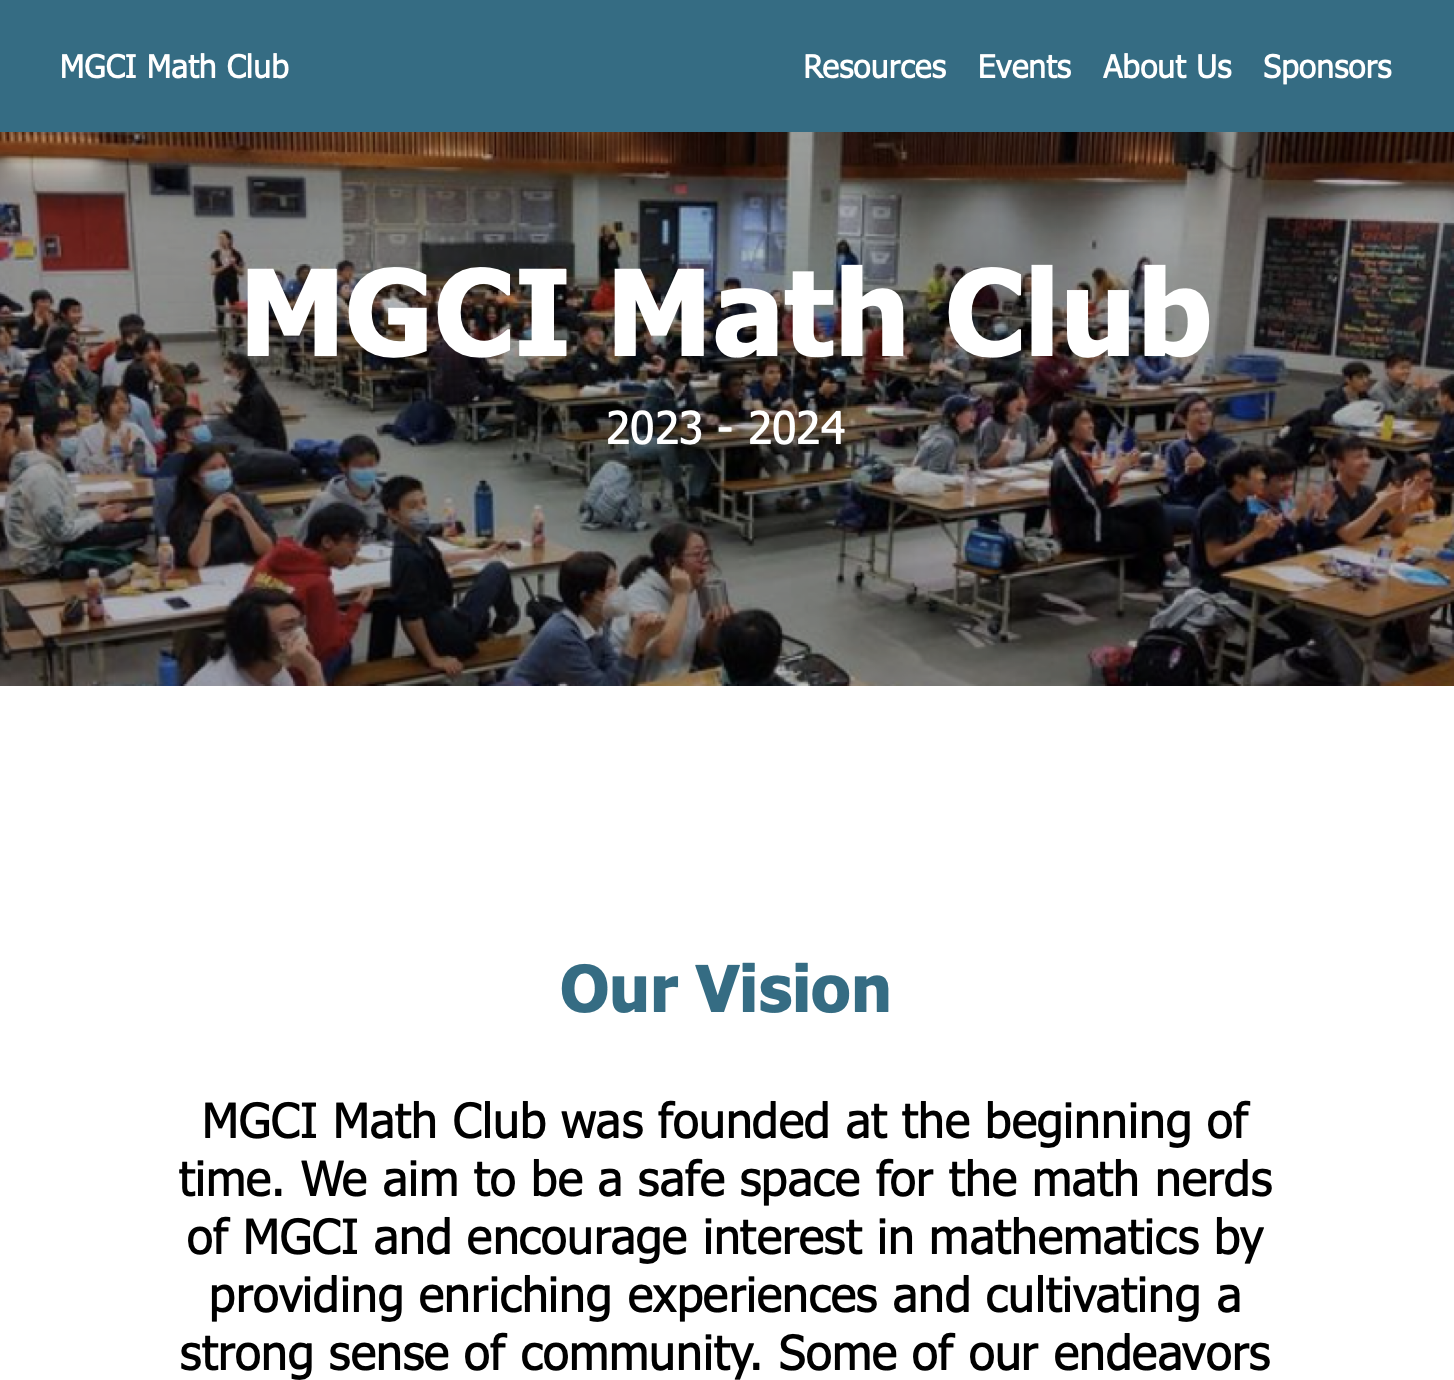 MGCI Math Club
Resources Events About Us Sponsors
MGCI Math Club
2023 - 2024
Our Vision
MGCI Math Club was founded at the beginning of
time. We aim to be a safe space for the math nerds
of MGCI and encourage interest in mathematics by
providing enriching experiences and cultivating a
strong sense of community. Some of our endeavors